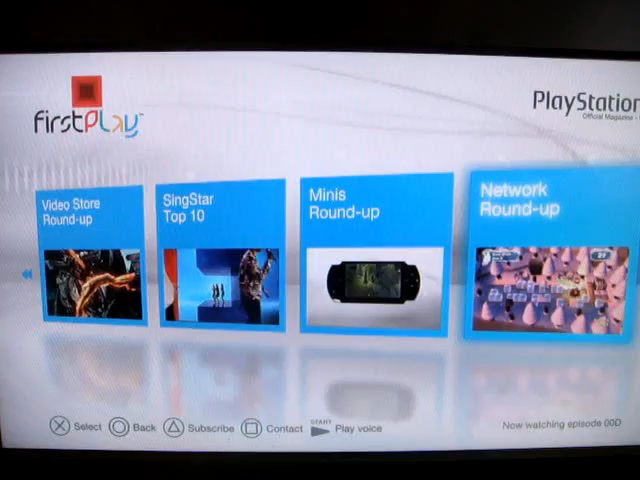 firstPLAY
PlayStation
Official Magazine -
Video Store
Round-up
SingStar
Top 10
Minis
Round-up
Network
Round-up
Select
Back
Subscribe
Contact
START
Play voice
Now watching episode 00D